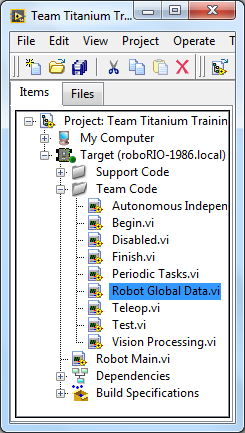 Team Titanium Tr...
File Edit View Project Operate T
Items Files
Project: Team Titanium Trainin
My Computer
Target (roboRIO-1986.local)
Support Code
Team Code
Autonomous Indepen
Begin.vi
Disabled.vi
Finish.vi
Periodic Tasks.vi
Robot Global Data.vi
Teleop.vi
Test.vi
Vision Processing.vi
Robot Main.vi
Dependencies
Build Specifications